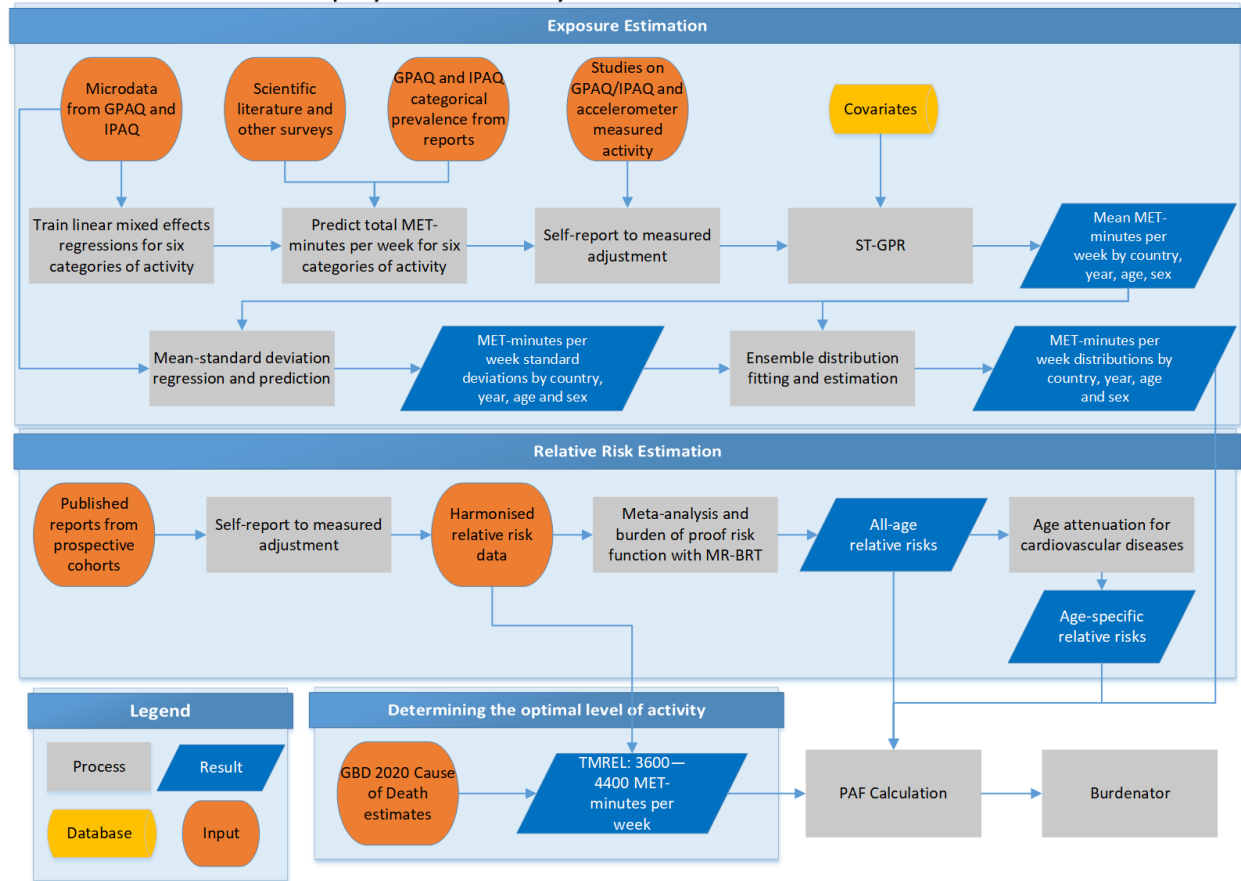 Exposure Estimation
Microdata
from GPAQ and
IPAQ
Scientific
literature and
other surveys
GPAQ and IPAQ
categorical
prevalence from
reports
Studies on
GPAQ/IPAQ and
accelerometer
measured
activity
Covariates
Train linear mixed effects
regressions for six
categories of activity
Predict total MET-
minutes per week for six
categories of activity
Self-report to measured
adjustment
ST-GPR
Mean MET-
minutes per
week by country,
year, age, sex
Mean-standard deviation
regression and prediction
MET-minutes per
week standard
deviations by country,
year, age and sex
Ensemble distribution
fitting and estimation
MET-minutes per
week distributions by
country, year, age
and sex
Relative Risk Estimation
Published
reports from
prospective
cohorts
Self-report to measured
adjustment
Harmonised
relative risk
data
Meta-analysis and
burden of proof risk
function with MR-BRT
All-age
relative risks
Age attenuation for
cardiovascular diseases
Age-specific
relative risks
Legend
Process
Result
Database
Input
Determining the optimal level of activity
GBD 2020 Cause
of Death
estimates
TMREL: 3600—
4400 MET-
minutes per
week
PAF Calculation
Burdenator